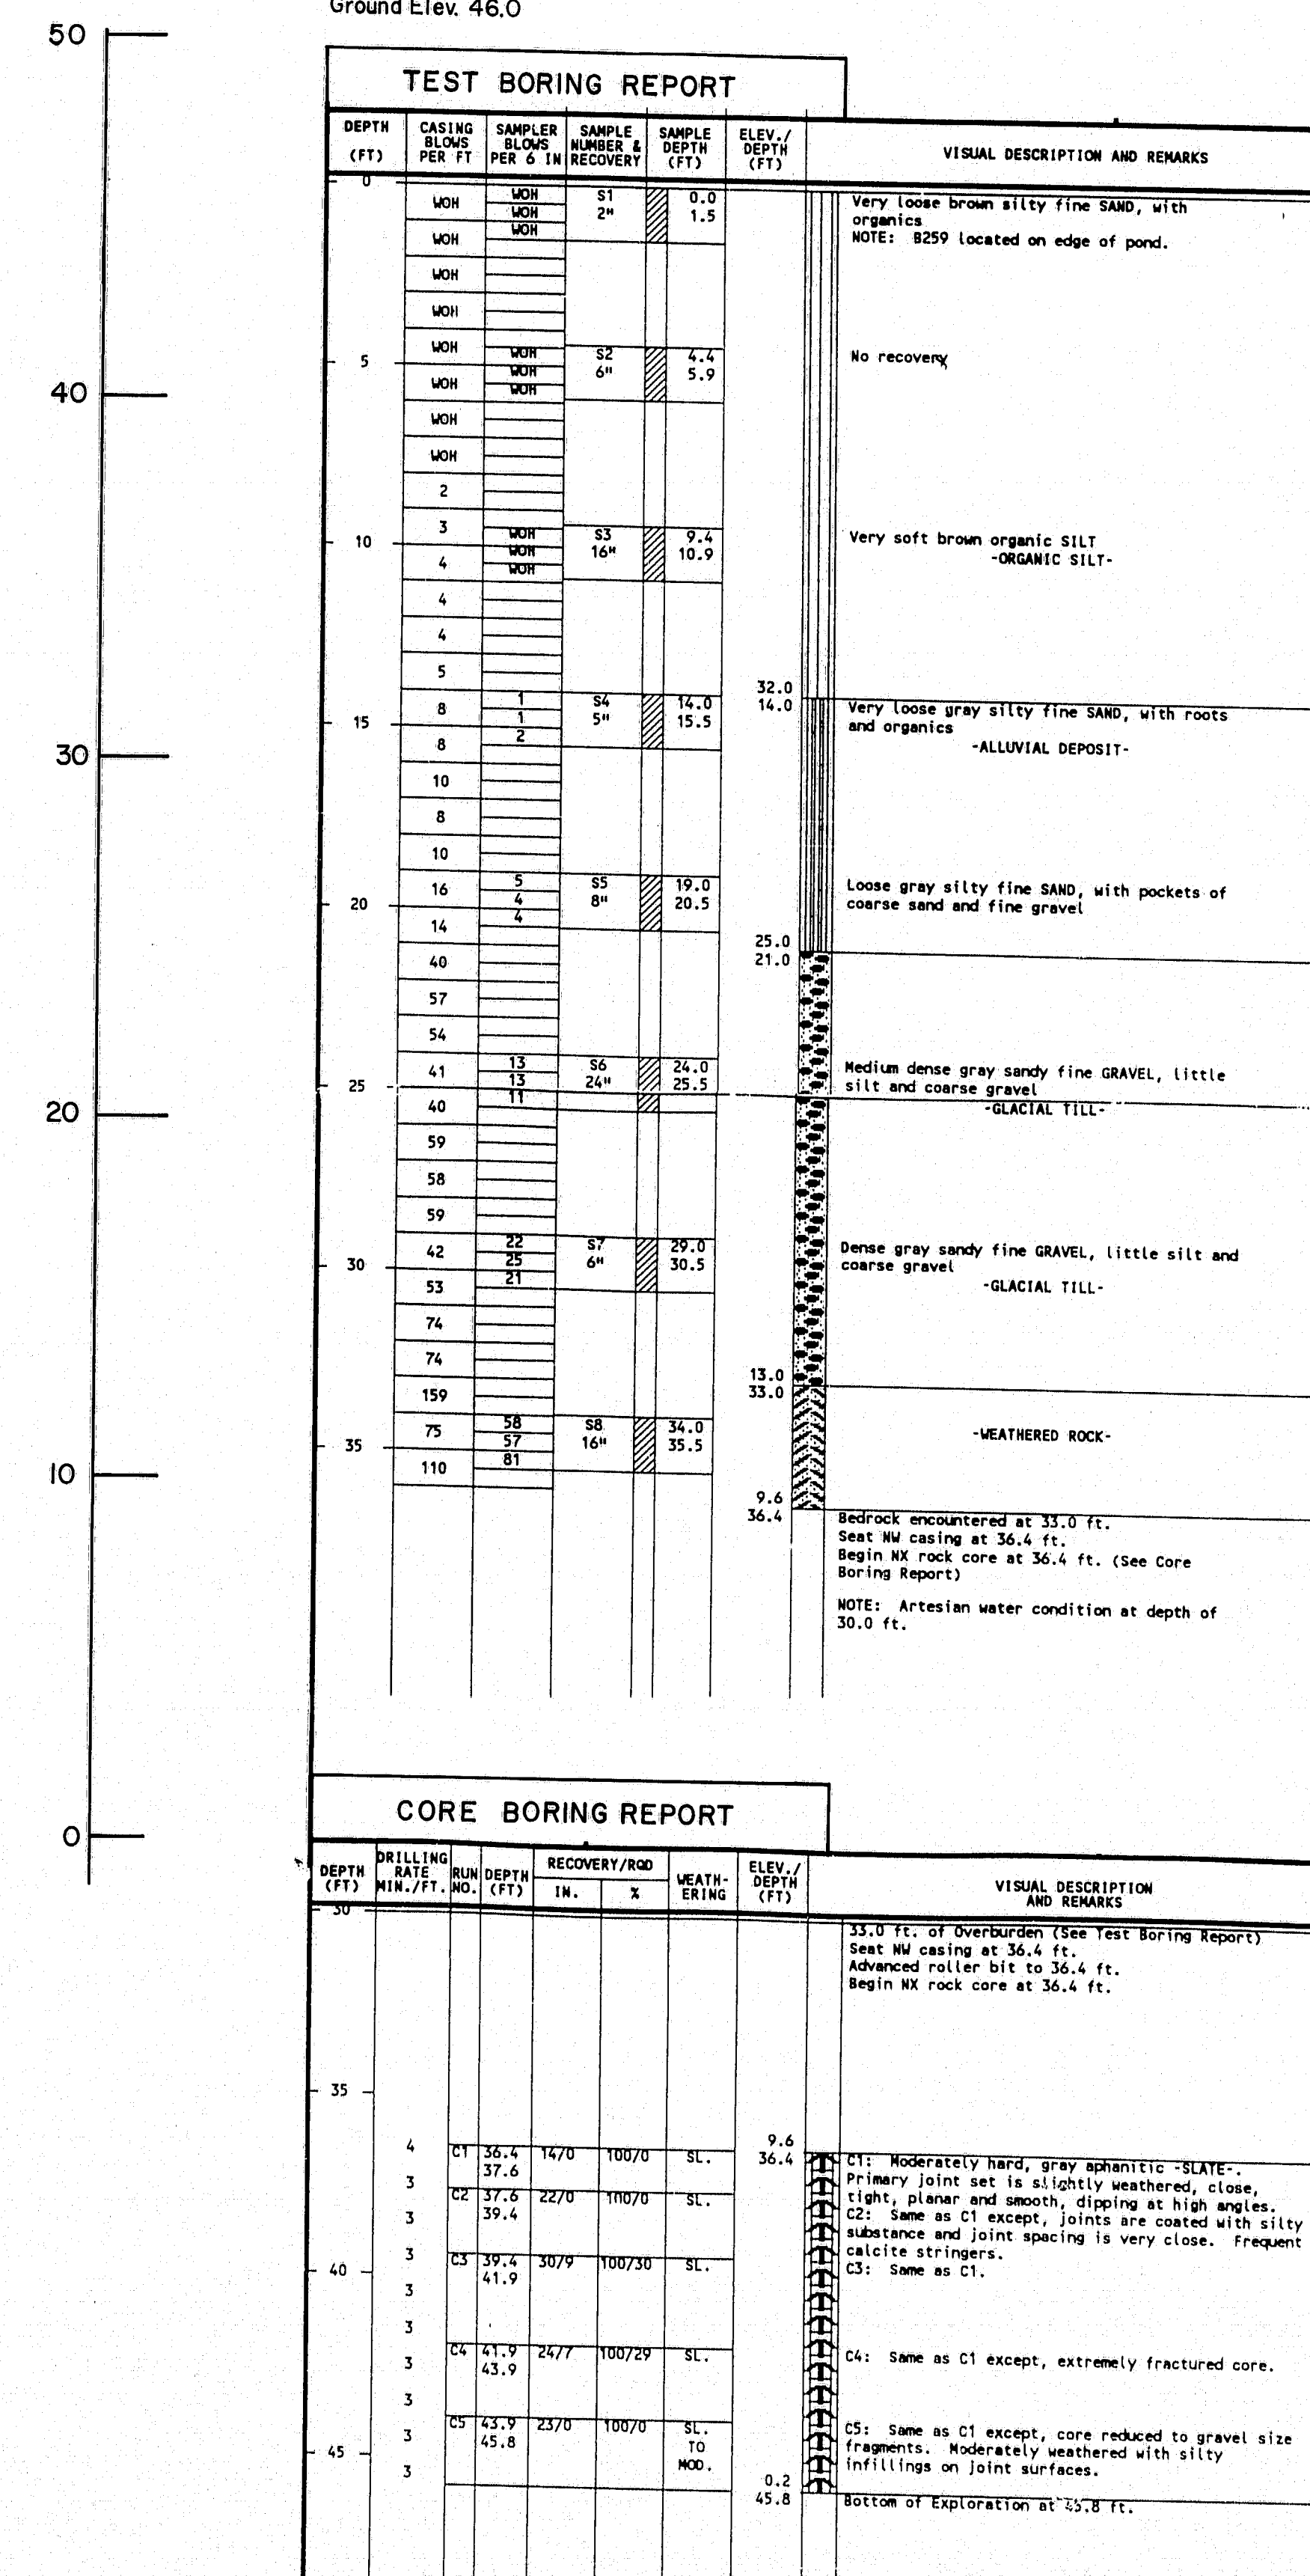 Ground Elev. 46.0
50
TEST BORING REPORT
DEPTH (FT) CASING BLOWS PER FT SAMPLER BLOWS PER 6 IN SAMPLE NUMBER & RECOVERY SAMPLE DEPTH (FT) ELEV./ DEPTH (FT) VISUAL DESCRIPTION AND REMARKS
0
WOH WOH S1 0.0 Very loose brown silty fine SAND, with
WOH 2" 1.5 organics
WOH WOH NOTE: B259 located on edge of pond.
WOH
WOH
WOH WOH S2 4.4 No recovery
5 WOH 6" 5.9
WOH WOH
40
WOH
WOH
2
3 WOH S3 9.4 Very soft brown organic SILT
10 WOH 16" 10.9 -ORGANIC SILT-
4 WOH
4
4
5
32.0
8 1 S4 14.0 14.0 Very loose gray silty fine SAND, with roots
15 1 5" 15.5 and organics
8 2 -ALLUVIAL DEPOSIT-
30
10
8
10
16 5 S5 19.0 Loose gray silty fine SAND, with pockets of
20 4 8" 20.5 coarse sand and fine gravel
14 4
25.0
40 21.0
57
54
41 13 S6 24.0 Medium dense gray sandy fine GRAVEL, little
25 13 24" 25.5 silt and coarse gravel
20
40 11 -GLACIAL TILL-
59
58
59
42 22 S7 29.0 Dense gray sandy fine GRAVEL, little silt and
30 25 6" 30.5 coarse gravel
53 21 -GLACIAL TILL-
74
74
13.0
159 33.0
75 58 S8 34.0 -WEATHERED ROCK-
35 57 16" 35.5
10
110 81
9.6
36.4 Bedrock encountered at 33.0 ft.
Seat NW casing at 36.4 ft.
Begin NX rock core at 36.4 ft. (See Core
Boring Report)
NOTE: Artesian water condition at depth of
30.0 ft.
CORE BORING REPORT
0
DEPTH (FT) DRILLING RATE MIN./FT. RUN NO. DEPTH (FT) RECOVERY/RQD IN. % WEATH- ERING ELEV./ DEPTH (FT) VISUAL DESCRIPTION AND REMARKS
30
33.0 ft. of Overburden (See Test Boring Report)
Seat NW casing at 36.4 ft.
Advanced roller bit to 36.4 ft.
Begin NX rock core at 36.4 ft.
35
4 9.6
C1 36.4 14/0 100/0 SL. 36.4 C1: Moderately hard, gray aphanitic -SLATE-.
37.6 Primary joint set is slightly weathered, close,
3 tight, planar and smooth, dipping at high angles.
C2 37.6 22/0 100/0 SL. C2: Same as C1 except, joints are coated with silty
3 39.4 substance and joint spacing is very close. Frequent
3 calcite stringers.
40 C3 39.4 30/9 100/30 SL. C3: Same as C1.
41.9
3
3
C4 41.9 24/7 100/29 SL. C4: Same as C1 except, extremely fractured core.
3 43.9
3
C5 43.9 23/0 100/0 SL. C5: Same as C1 except, core reduced to gravel size
3 45.8 TO fragments. Moderately weathered with silty
45 MOD. infillings on joint surfaces.
3
0.2
45.8 Bottom of Exploration at 45.8 ft.